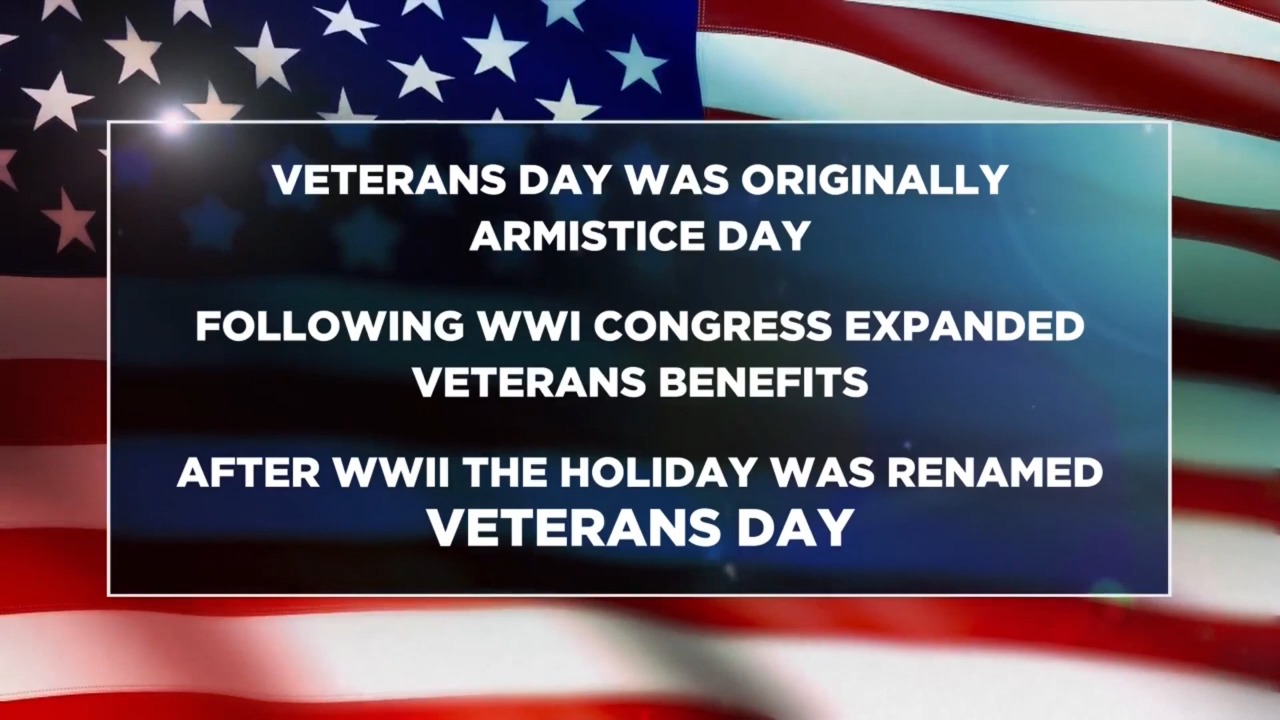 VETERANS DAY WAS ORIGINALLY
ARMISTICE DAY
FOLLOWING WWI CONGRESS EXPANDED
VETERANS BENEFITS
AFTER WWII THE HOLIDAY WAS RENAMED
VETERANS DAY